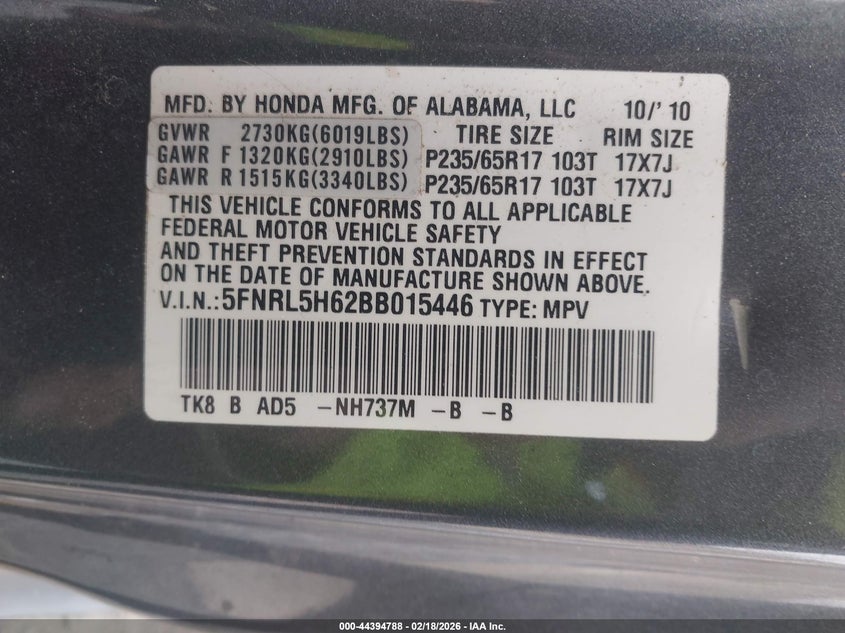 MFD. BY HONDA MFG. OF ALABAMA, LLC 10/'10
GVWR 2730KG(6019LBS) TIRE SIZE RIM SIZE
GAWR F 1320KG(2910LBS) P235/65R17 103T 17X7J
GAWR R 1515KG(3340LBS) P235/65R17 103T 17X7J
THIS VEHICLE CONFORMS TO ALL APPLICABLE
FEDERAL MOTOR VEHICLE SAFETY
AND THEFT PREVENTION STANDARDS IN EFFECT
ON THE DATE OF MANUFACTURE SHOWN ABOVE.
V.I.N.:5FNRL5H62BB015446 TYPE: MPV
TK8 B AD5 -NH737M -B -B
000-44394788 - 02/18/2026 - IAA Inc.